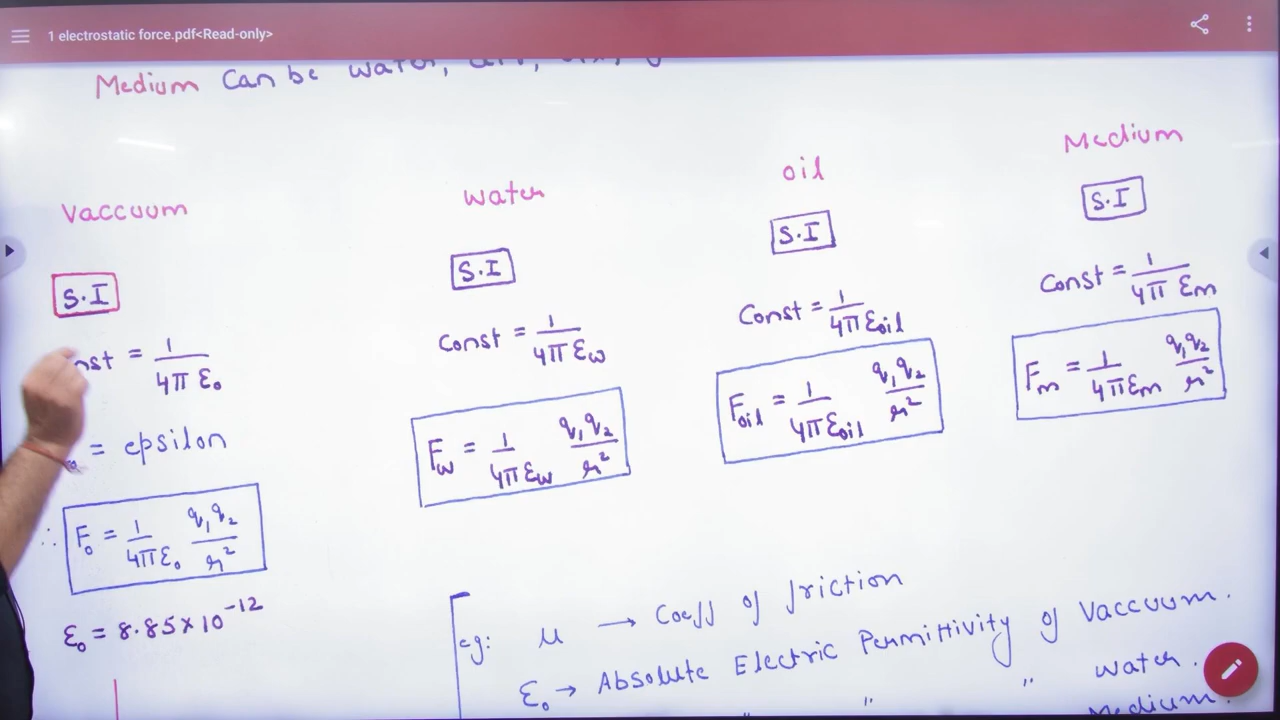 1 electrostatic force.pdf<Read-only>
Medium Can be water,
Vaccuum
S.I
= 1/4π ε₀
= epsilon
∴ F₀ = 1/4πε₀ q₁q₂/r²
ε₀ = 8.85×10⁻¹²
water
S.I
Const = 1/4π εw
Fw = 1/4π εw q₁q₂/r²
oil
S.I
Const = 1/4π εoil
Foil = 1/4π εoil q₁q₂/r²
Medium
S.I
Const = 1/4π εm
Fm = 1/4π εm q₁q₂/r²
eg: μ → Coeff of friction
ε₀ → Absolute Electric Permittivity of Vaccuum.
" " " water.
Medium.